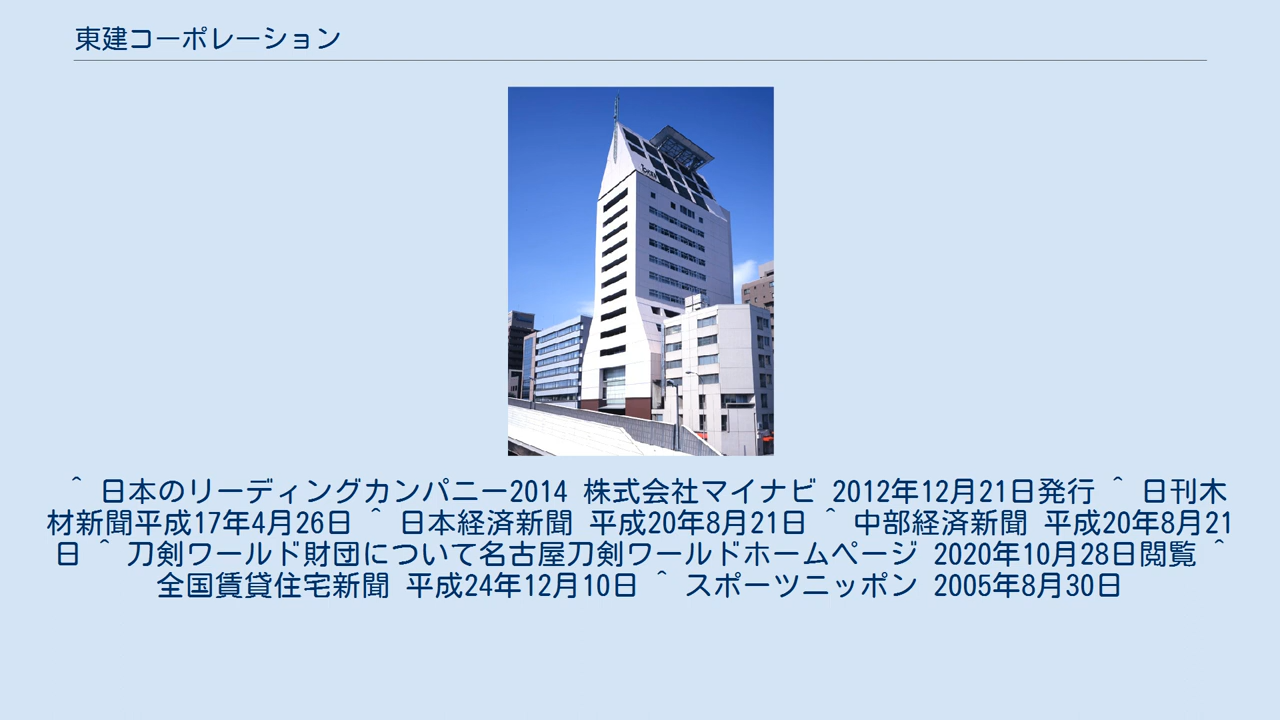 東建コーポレーション
^ 日本のリーディングカンパニー2014 株式会社マイナビ 2012年12月21日発行 ^ 日刊木
材新聞平成17年4月26日 ^ 日本経済新聞 平成20年8月21日 ^ 中部経済新聞 平成20年8月21
日 ^ 刀剣ワールド財団について名古屋刀剣ワールドホームページ 2020年10月28日閲覧 ^
全国賃貸住宅新聞 平成24年12月10日 ^ スポーツニッポン 2005年8月30日